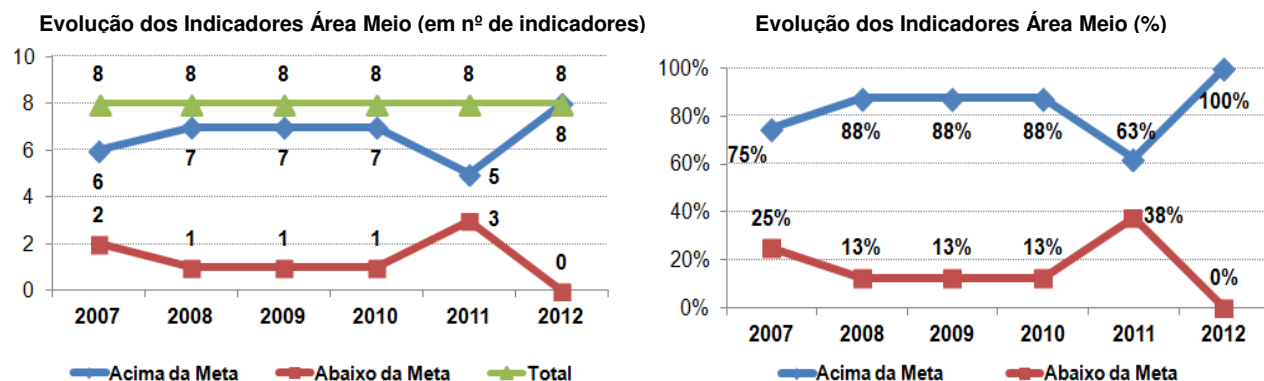 Evolução dos Indicadores Área Meio (em nº de indicadores)
10
8
6
4
2
0
8 8 8 8 8 8
6 7 7 7 5 8
2 1 1 1 3 0
2007 2008 2009 2010 2011 2012
Acima da Meta Abaixo da Meta Total
Evolução dos Indicadores Área Meio (%)
100%
80%
60%
40%
20%
0%
75% 88% 88% 88% 63% 100%
25% 13% 13% 13% 38% 0%
2007 2008 2009 2010 2011 2012
Acima da Meta Abaixo da Meta